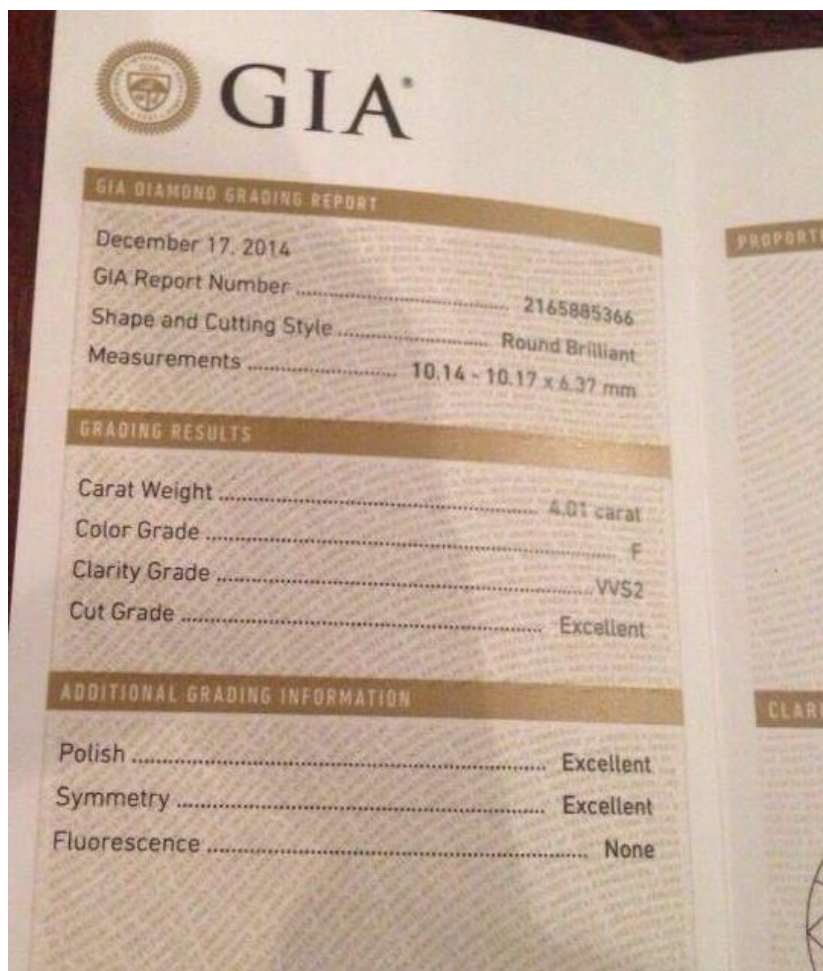 GIA®
GIA DIAMOND GRADING REPORT
December 17, 2014
GIA Report Number ........ 2165885366
Shape and Cutting Style ........ Round Brilliant
Measurements ........ 10.14 - 10.17 x 6.37 mm
GRADING RESULTS
Carat Weight ........ 4.01 carat
Color Grade ........ F
Clarity Grade ........ VVS2
Cut Grade ........ Excellent
ADDITIONAL GRADING INFORMATION
Polish ........ Excellent
Symmetry ........ Excellent
Fluorescence ........ None
PROPORTI
CLARI